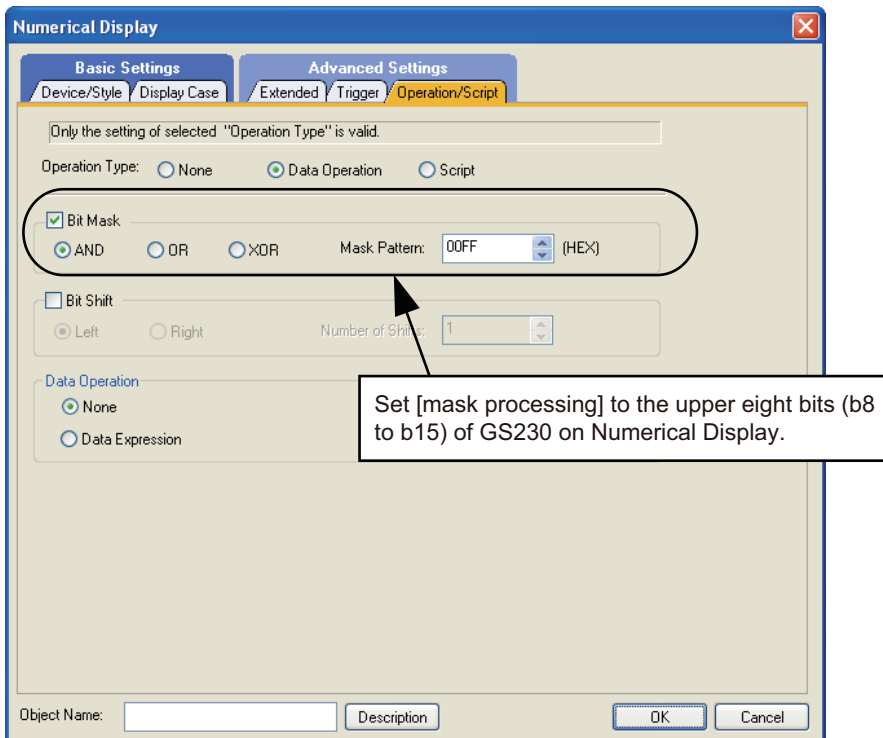 Numerical Display
Basic Settings
Advanced Settings
Device/Style Display Case Extended Trigger Operation/Script
Only the setting of selected "Operation Type" is valid.
Operation Type: None Data Operation Script
Bit Mask
AND OR XOR Mask Pattern: 00FF (HEX)
Bit Shift
Left Right Number of Shifts: 1
Data Operation
None
Data Expression
Set [mask processing] to the upper eight bits (b8
to b15) of GS230 on Numerical Display.
Object Name: Description OK Cancel